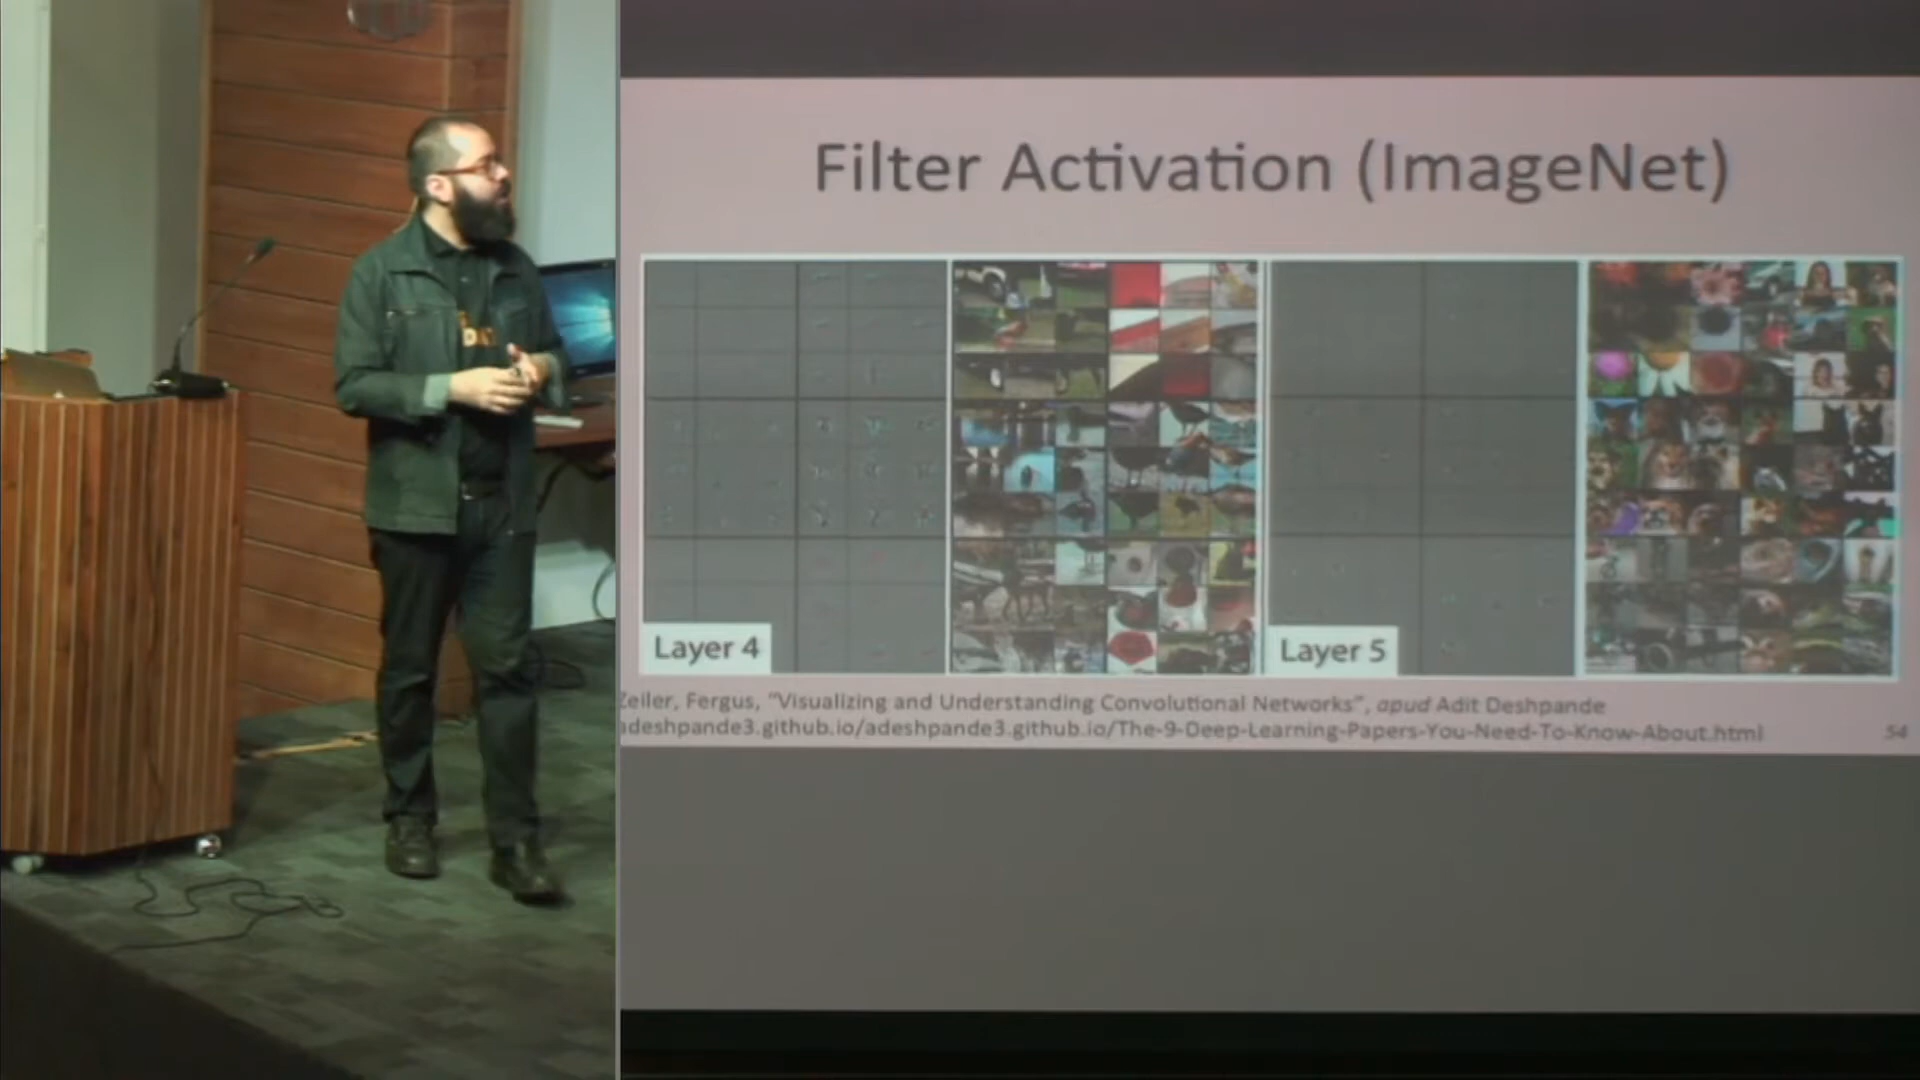 Filter Activation (ImageNet)
Layer 4
Layer 5
Zeiler, Fergus, "Visualizing and Understanding Convolutional Networks", apud Adit Deshpande
adeshpande3.github.io/adeshpande3.github.io/The-9-Deep-Learning-Papers-You-Need-To-Know-About.html
54